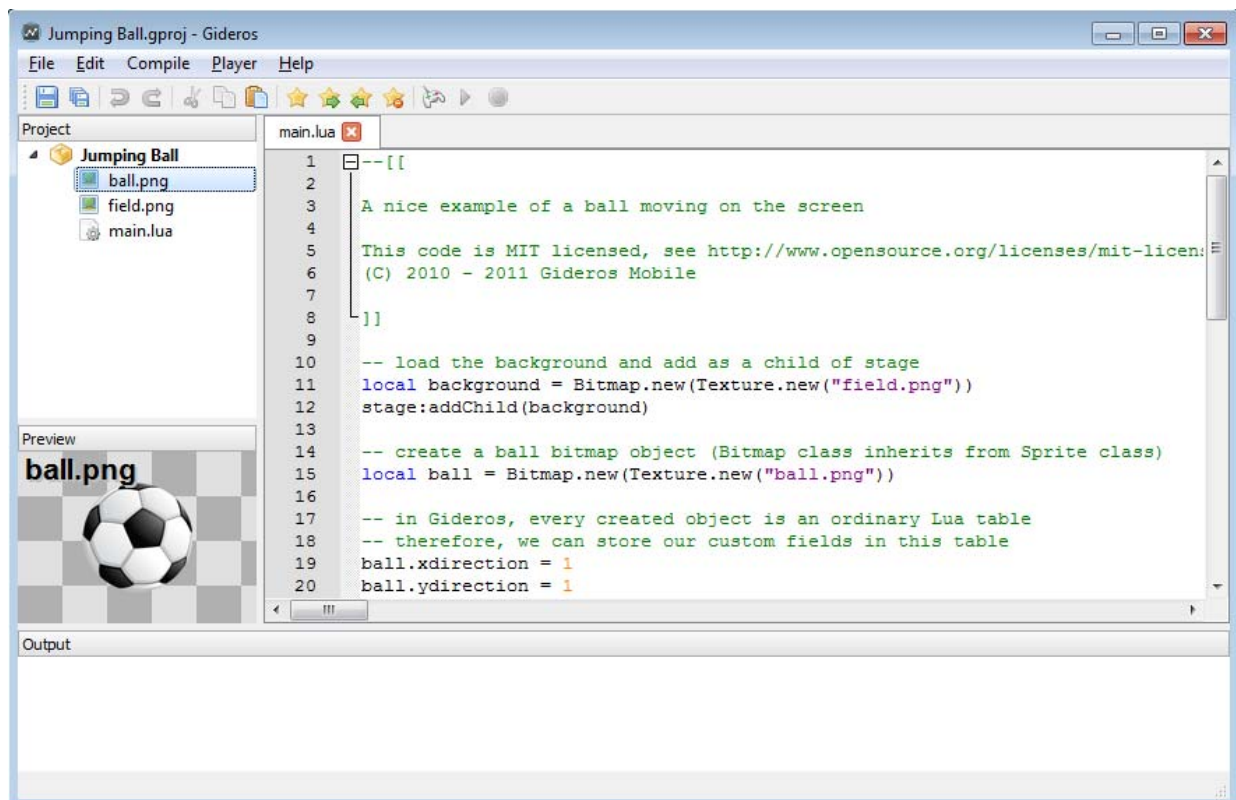 Jumping Ball.gproj - Gideros
File Edit Compile Player Help
Project
Jumping Ball
ball.png
field.png
main.lua
Preview
ball.png
main.lua
1 --[[
2
3 A nice example of a ball moving on the screen
4
5 This code is MIT licensed, see http://www.opensource.org/licenses/mit-licen
6 (C) 2010 - 2011 Gideros Mobile
7
8 ]]
9
10 -- load the background and add as a child of stage
11 local background = Bitmap.new(Texture.new("field.png"))
12 stage:addChild(background)
13
14 -- create a ball bitmap object (Bitmap class inherits from Sprite class)
15 local ball = Bitmap.new(Texture.new("ball.png"))
16
17 -- in Gideros, every created object is an ordinary Lua table
18 -- therefore, we can store our custom fields in this table
19 ball.xdirection = 1
20 ball.ydirection = 1
Output